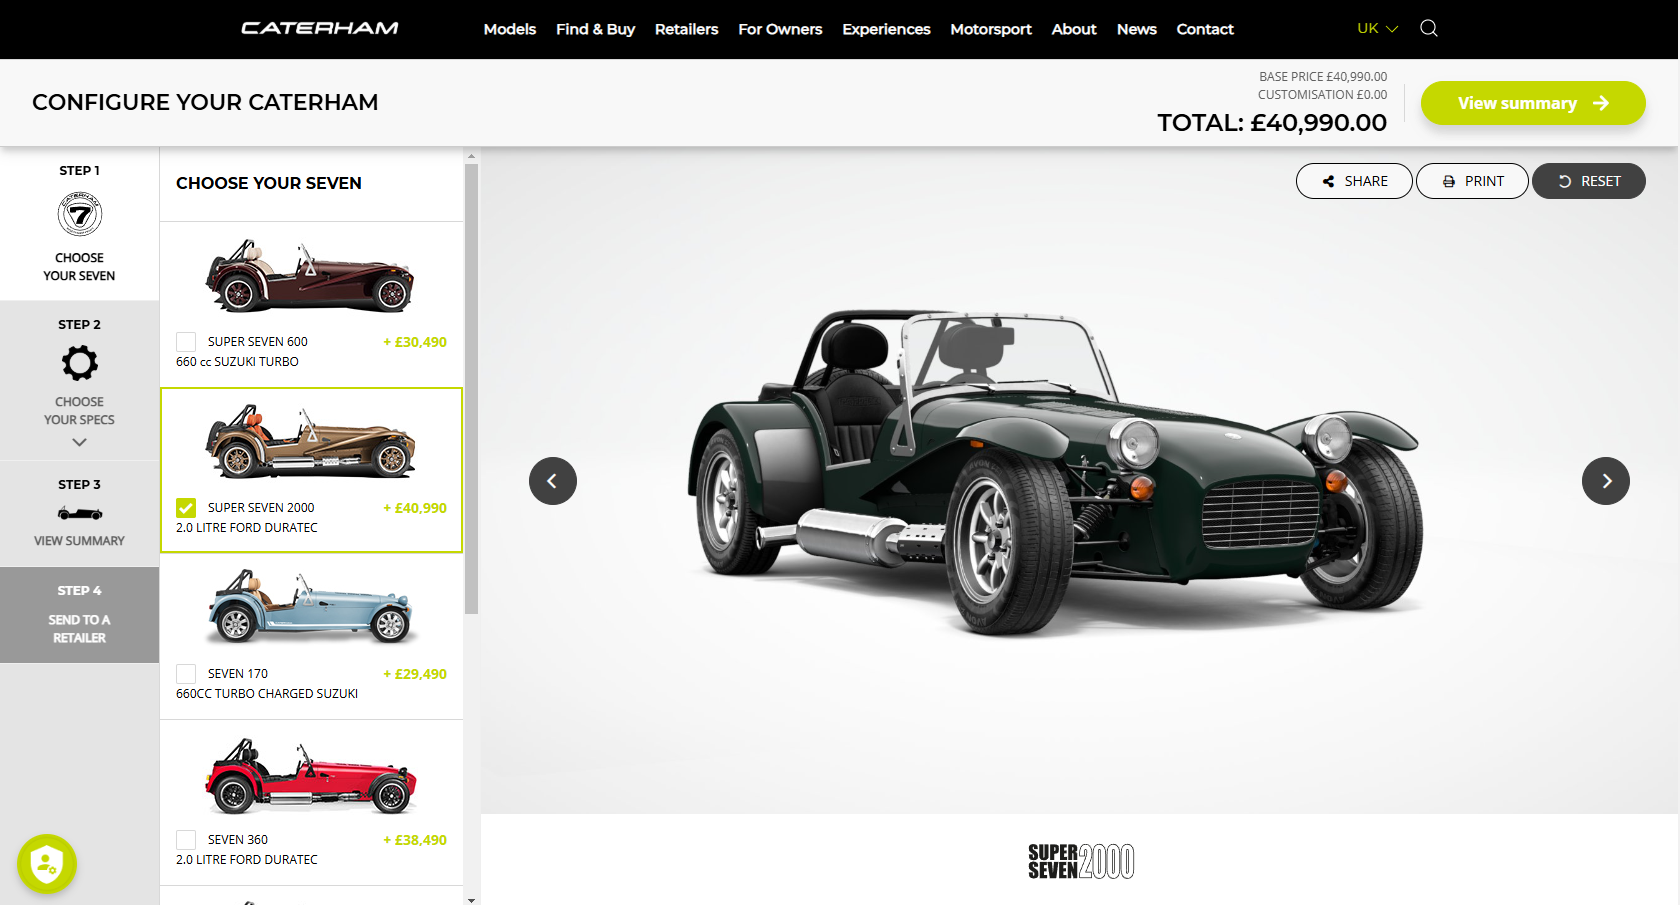 CATERHAM
Models
Find & Buy
Retailers
For Owners
Experiences
Motorsport
About
News
Contact
UK
CONFIGURE YOUR CATERHAM
BASE PRICE £40,990.00
CUSTOMISATION £0.00
TOTAL: £40,990.00
View summary
STEP 1
CATERHAM
7
CHOOSE
YOUR SEVEN
STEP 2
CHOOSE
YOUR SPECS
STEP 3
VIEW SUMMARY
STEP 4
SEND TO A
RETAILER
CHOOSE YOUR SEVEN
SUPER SEVEN 600
+ £30,490
660 cc SUZUKI TURBO
SUPER SEVEN 2000
+ £40,990
2.0 LITRE FORD DURATEC
SEVEN 170
+ £29,490
660CC TURBO CHARGED SUZUKI
SEVEN 360
+ £38,490
2.0 LITRE FORD DURATEC
SHARE
PRINT
RESET
AVON
AVON
SUPER
SEVEN 2000